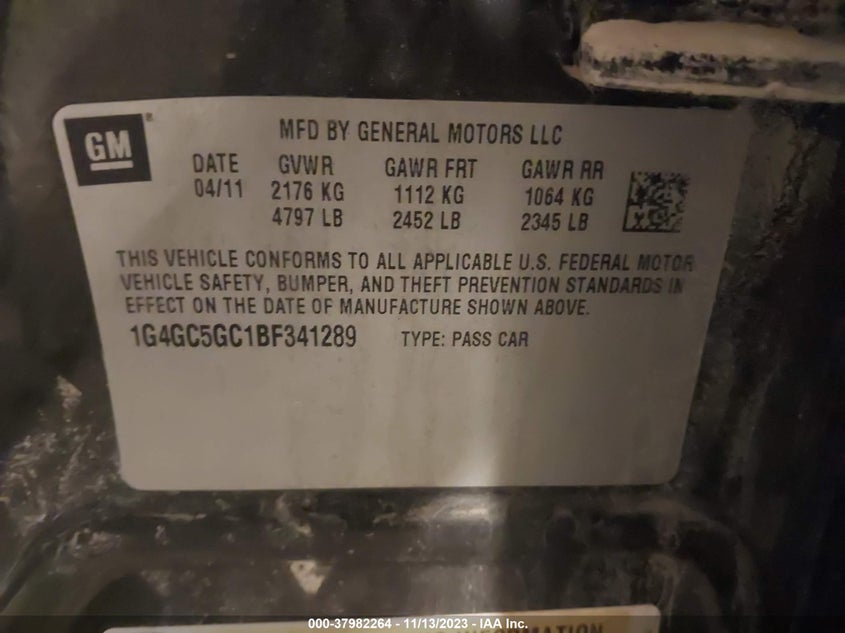 GM®
MFD BY GENERAL MOTORS LLC
DATE GVWR GAWR FRT GAWR RR
04/11 2176 KG 1112 KG 1064 KG
4797 LB 2452 LB 2345 LB
THIS VEHICLE CONFORMS TO ALL APPLICABLE U.S. FEDERAL MOTOR
VEHICLE SAFETY, BUMPER, AND THEFT PREVENTION STANDARDS IN
EFFECT ON THE DATE OF MANUFACTURE SHOWN ABOVE.
1G4GC5GC1BF341289 TYPE: PASS CAR
INFORMATION
000-37982264 - 11/13/2023 - IAA Inc.